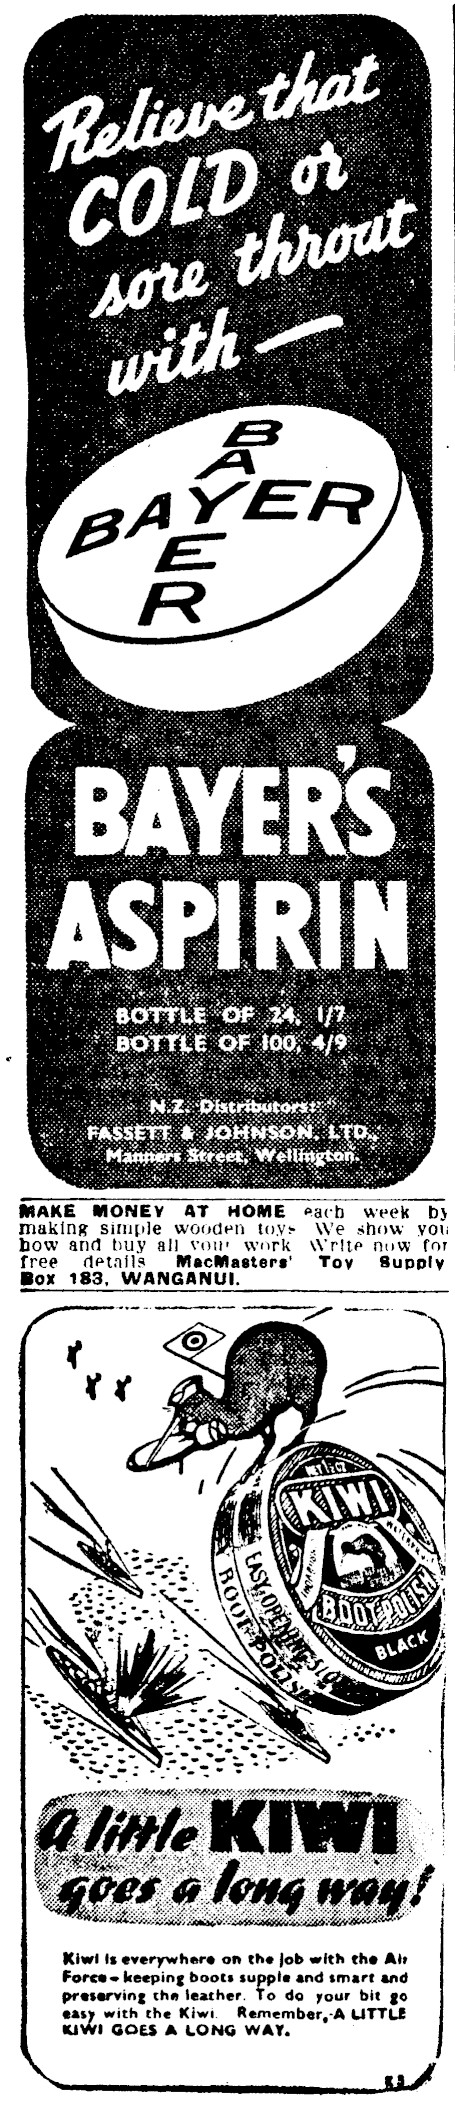 Relieve that
COLD or
sore throat
with —
B
A
BAYER
E
R
BAYER'S
ASPIRIN
BOTTLE OF 24, 1/7
BOTTLE OF 100, 4/9
N.Z. Distributors:
FASSETT & JOHNSON, LTD.,
Manners Street, Wellington.
MAKE MONEY AT HOME each week by
making simple wooden toys We show you
how and buy all your work Write now for
free details MacMasters' Toy Supply
Box 183, WANGANUI.
KIWI
BOOT POLISH
BLACK
EASY OPENING
BOOT POLISH
A little KIWI
goes a long way!
Kiwi is everywhere on the job with the Air
Force—keeping boots supple and smart and
preserving the leather. To do your bit go
easy with the Kiwi. Remember,-A LITTLE
KIWI GOES A LONG WAY.